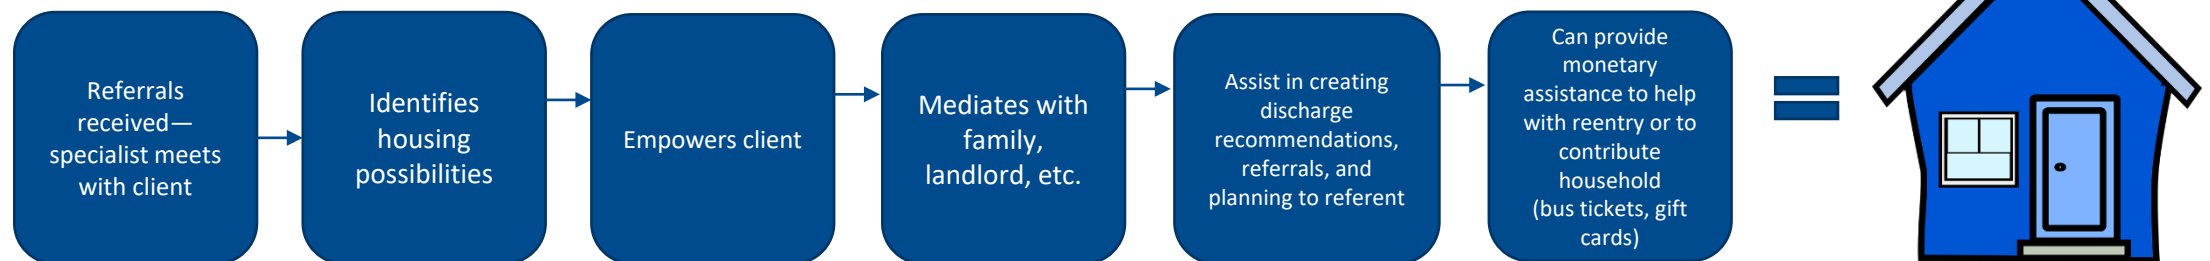 Referrals
received—
specialist meets
with client
Identifies
housing
possibilities
Empowers client
Mediates with
family,
landlord, etc.
Assist in creating
discharge
recommendations,
referrals, and
planning to referent
Can provide
monetary
assistance to help
with reentry or to
contribute
household
(bus tickets, gift
cards)